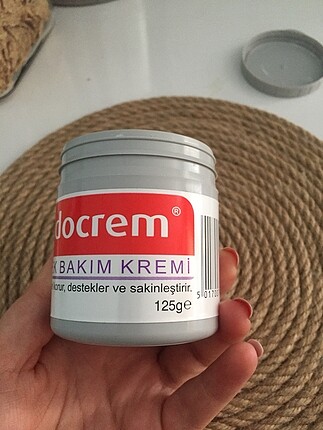 docrem®
K BAKIM KREMİ
korur, destekler ve sakinleştirir.
125g℮